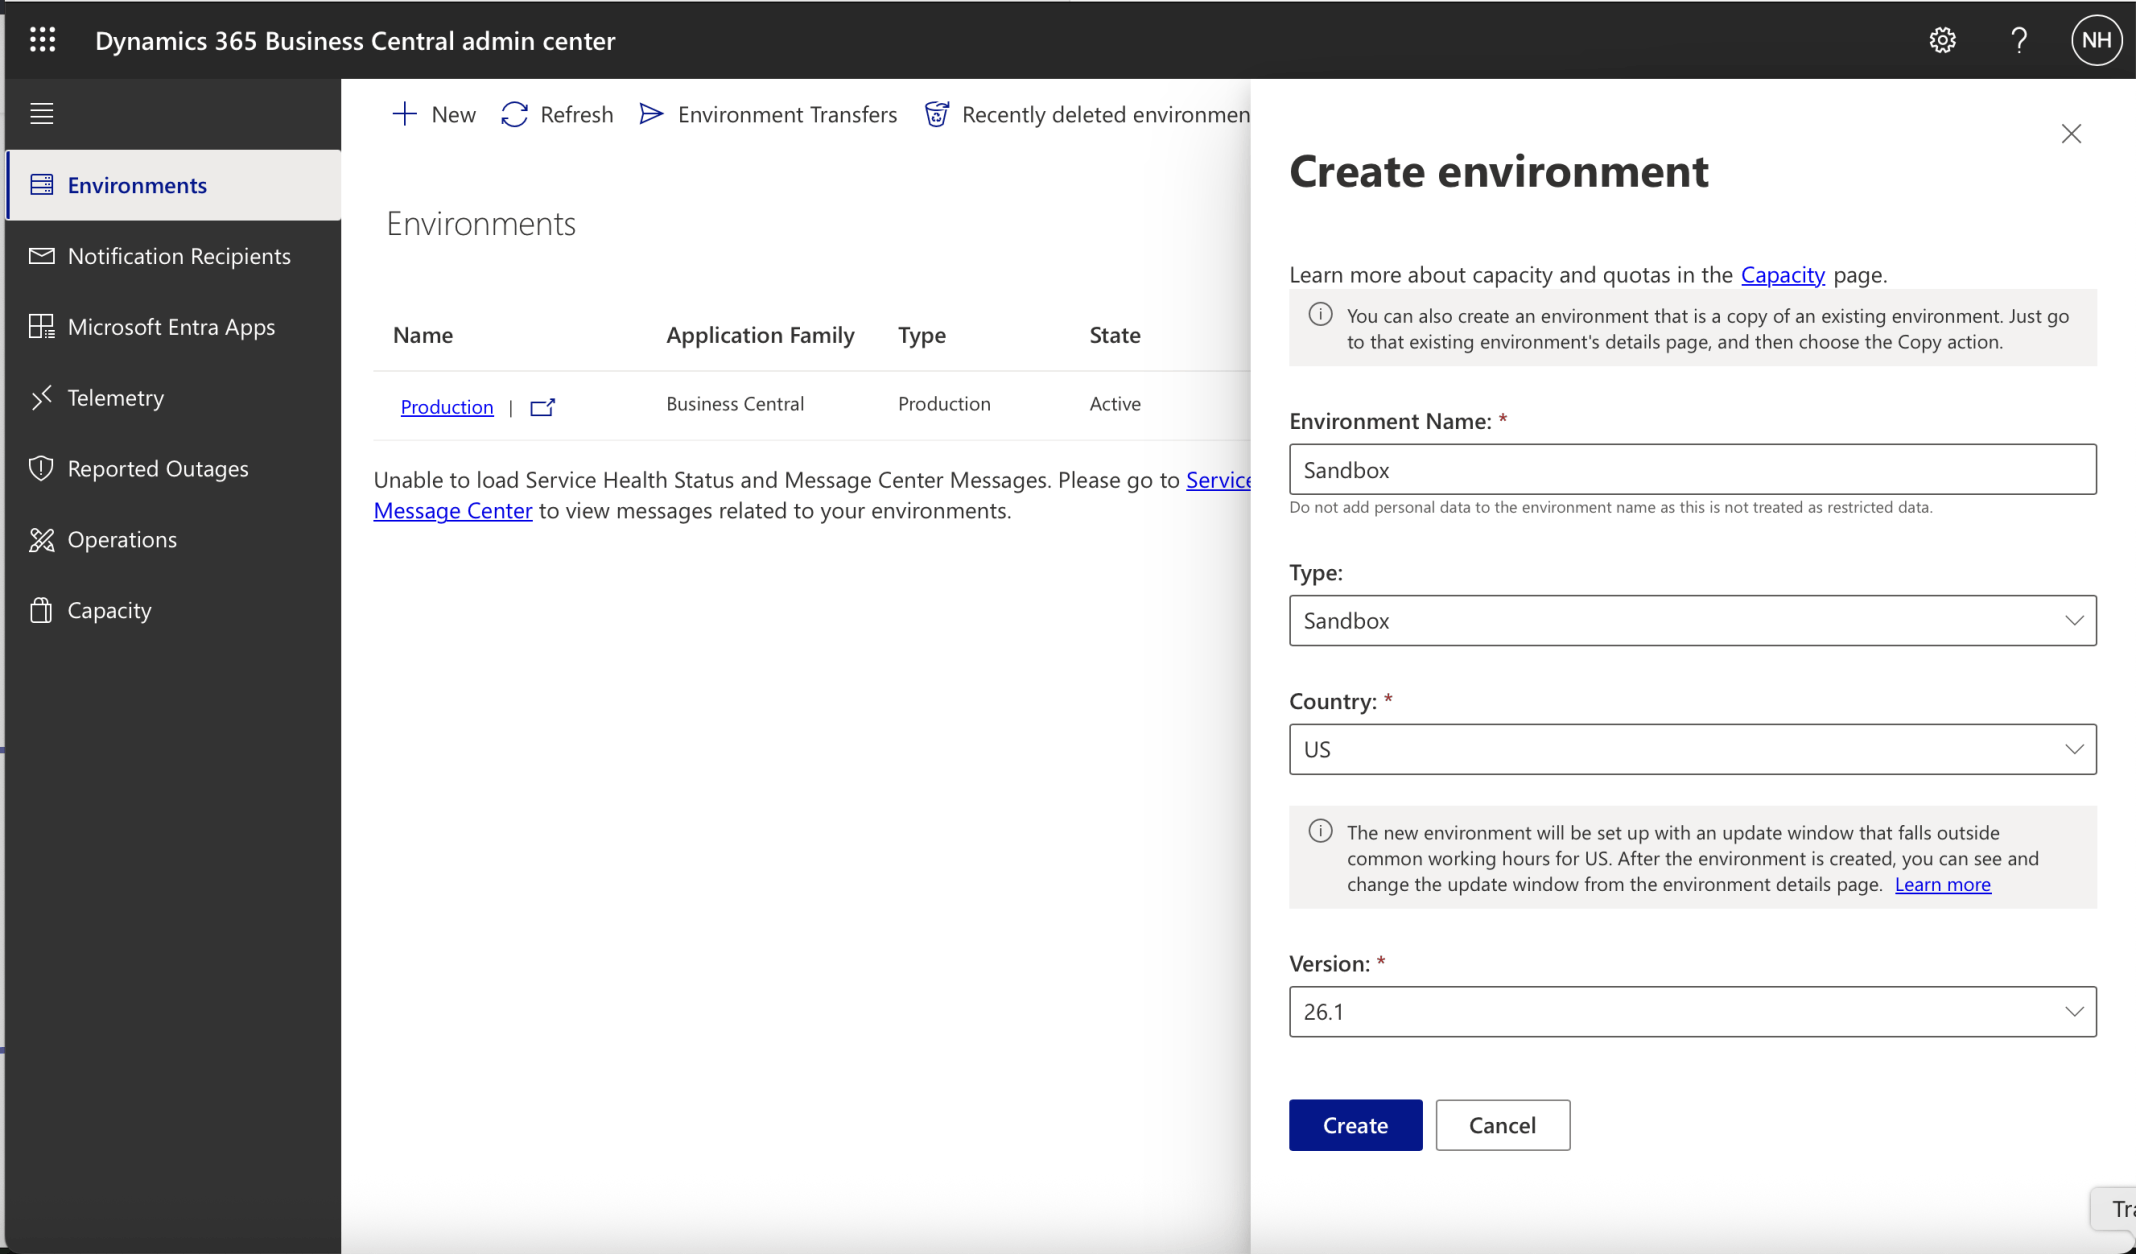 Dynamics 365 Business Central admin center
?
NH
New
Refresh
Environment Transfers
Recently deleted environmen
Environments
Notification Recipients
Microsoft Entra Apps
Telemetry
Reported Outages
Operations
Capacity
Environments
Name Application Family Type State
Production | Business Central Production Active
Unable to load Service Health Status and Message Center Messages. Please go to Service
Message Center to view messages related to your environments.
Create environment
Learn more about capacity and quotas in the Capacity page.
You can also create an environment that is a copy of an existing environment. Just go
to that existing environment's details page, and then choose the Copy action.
Environment Name: *
Sandbox
Do not add personal data to the environment name as this is not treated as restricted data.
Type:
Sandbox
Country: *
US
The new environment will be set up with an update window that falls outside
common working hours for US. After the environment is created, you can see and
change the update window from the environment details page. Learn more
Version: *
26.1
Create
Cancel